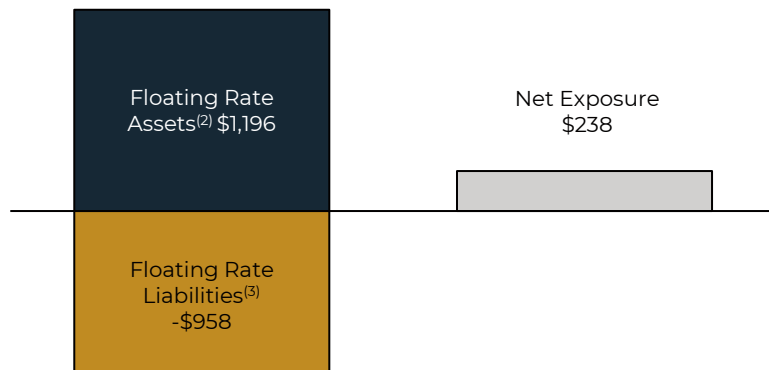 Floating Rate
Assets(2) $1,196
Net Exposure
$238
Floating Rate
Liabilities(3)
-$958